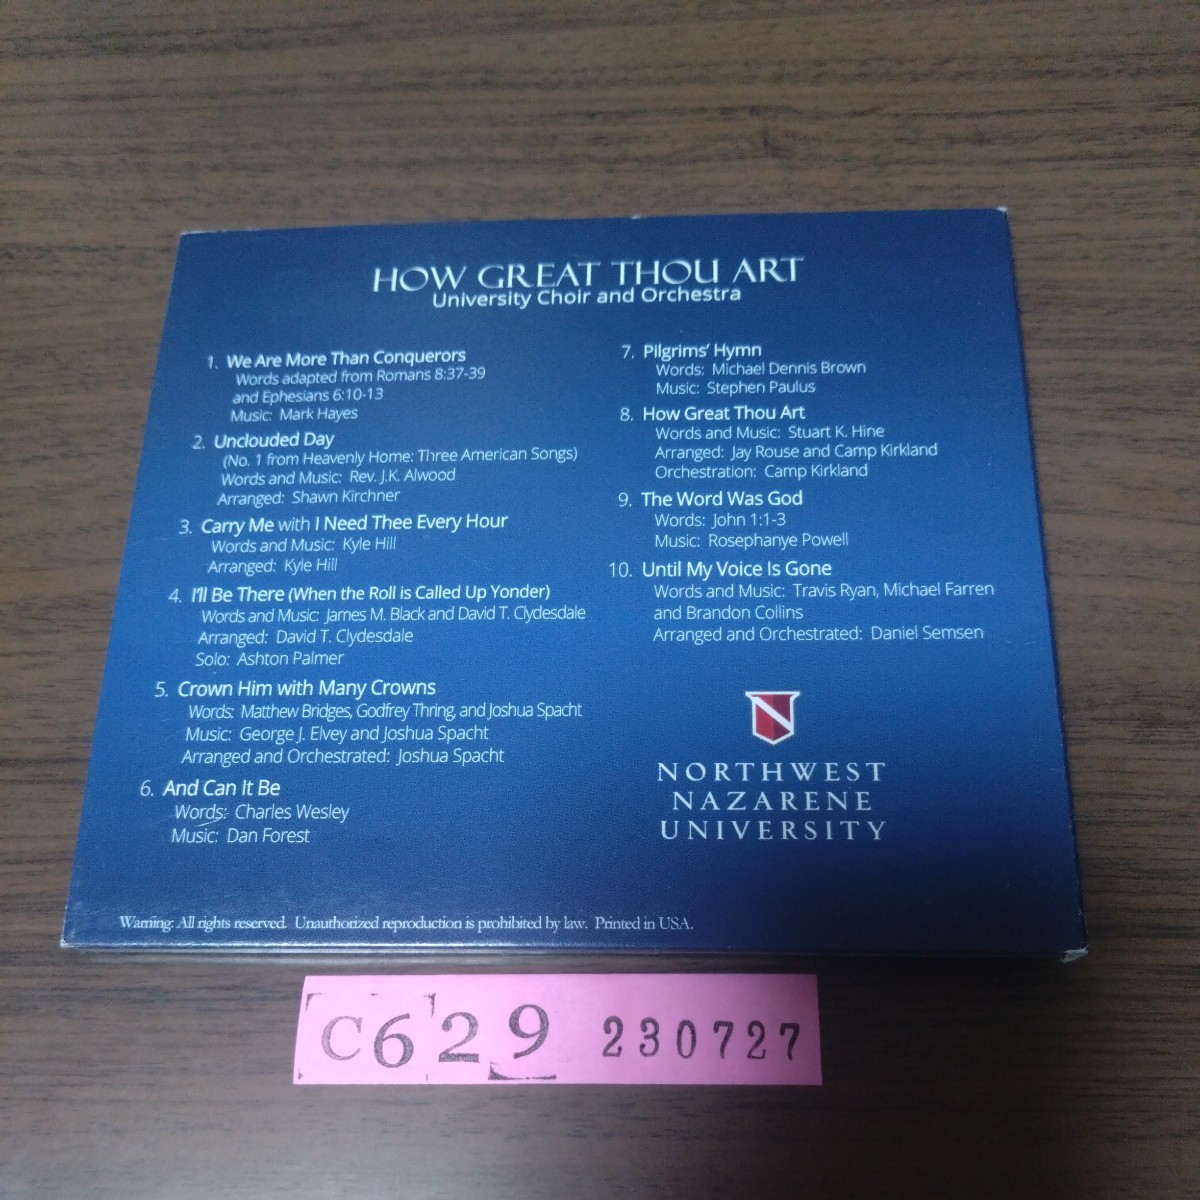 HOW GREAT THOU ART
University Choir and Orchestra
1. We Are More Than Conquerors
Words adapted from Romans 8:37-39
and Ephesians 6:10-13
Music: Mark Hayes
2. Unclouded Day
(No. 1 from Heavenly Home: Three American Songs)
Words and Music: Rev. J.K. Alwood
Arranged: Shawn Kirchner
3. Carry Me with I Need Thee Every Hour
Words and Music: Kyle Hill
Arranged: Kyle Hill
4. I'll Be There (When the Roll is Called Up Yonder)
Words and Music: James M. Black and David T. Clydesdale
Arranged: David T. Clydesdale
Solo: Ashton Palmer
5. Crown Him with Many Crowns
Words: Matthew Bridges, Godfrey Thring, and Joshua Spacht
Music: George J. Elvey and Joshua Spacht
Arranged and Orchestrated: Joshua Spacht
6. And Can It Be
Words: Charles Wesley
Music: Dan Forest
7. Pilgrims' Hymn
Words: Michael Dennis Brown
Music: Stephen Paulus
8. How Great Thou Art
Words and Music: Stuart K. Hine
Arranged: Jay Rouse and Camp Kirkland
Orchestration: Camp Kirkland
9. The Word Was God
Words: John 1:1-3
Music: Rosephanye Powell
10. Until My Voice Is Gone
Words and Music: Travis Ryan, Michael Farren
and Brandon Collins
Arranged and Orchestrated: Daniel Semsen
N
NORTHWEST
NAZARENE
UNIVERSITY
Warning: All rights reserved. Unauthorized reproduction is prohibited by law. Printed in USA.
C629 230727